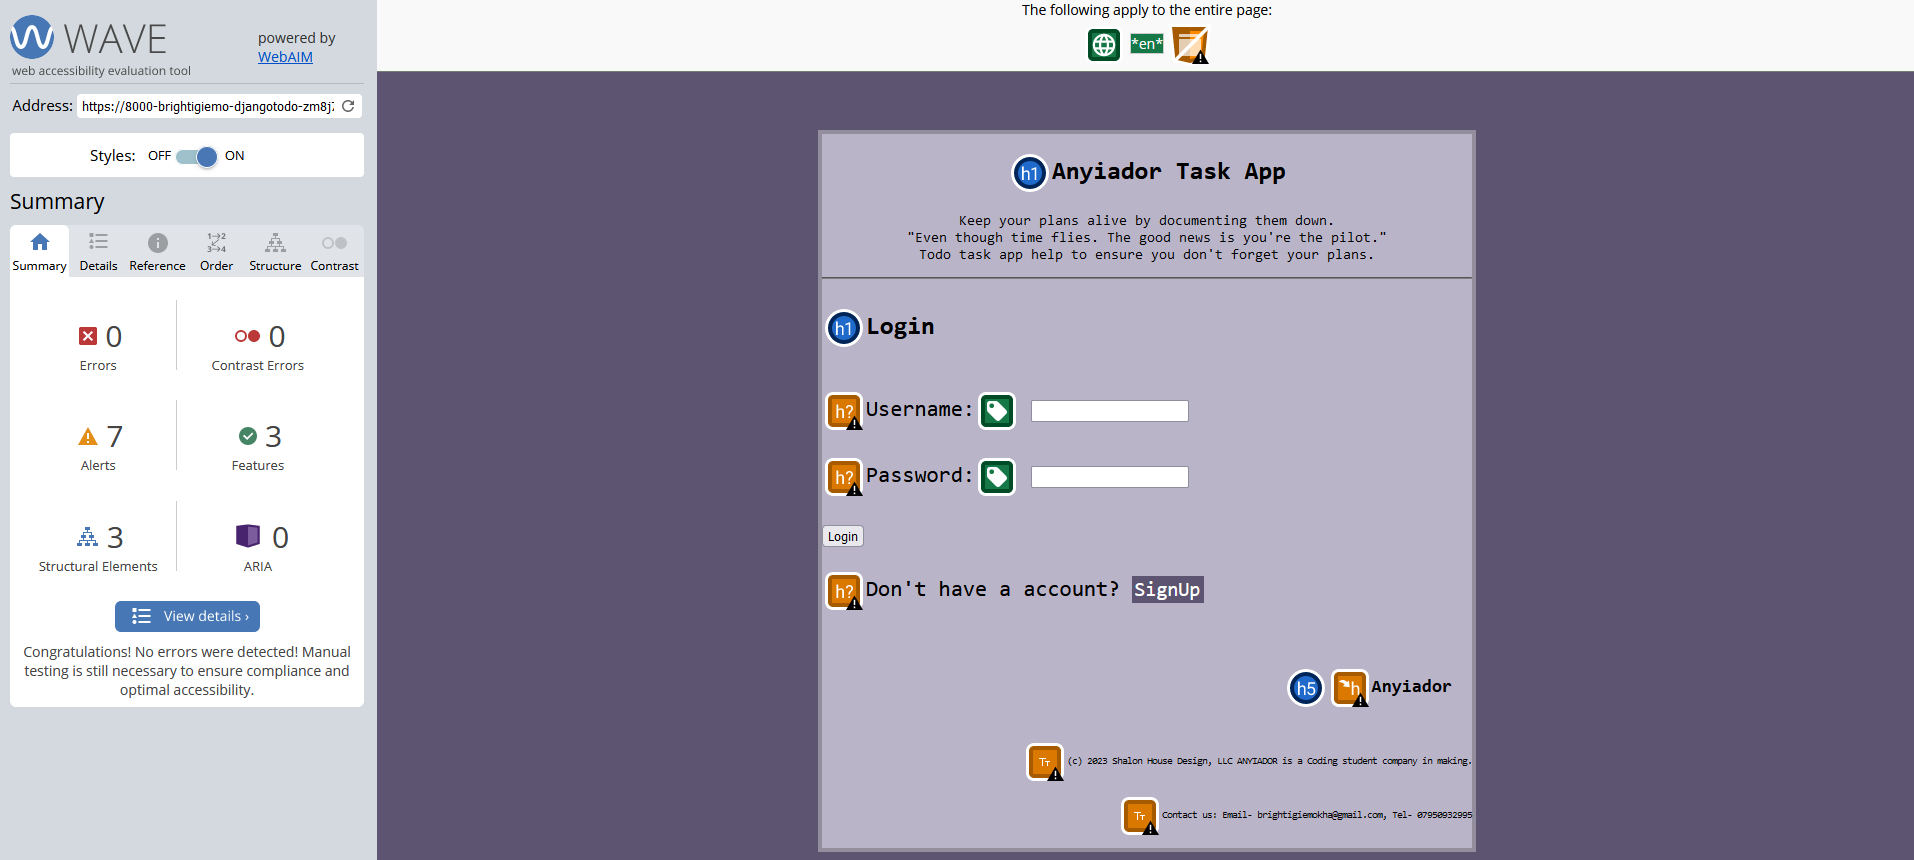 WAVE
web accessibility evaluation tool
powered by
WebAIM
Address: https://8000-brightigiemo-djangotodo-zm8j7
Styles: OFF ON
Summary
Summary Details Reference Order Structure Contrast
0 Errors
0 Contrast Errors
7 Alerts
3 Features
3 Structural Elements
0 ARIA
View details ›
Congratulations! No errors were detected! Manual
testing is still necessary to ensure compliance and
optimal accessibility.
The following apply to the entire page:
*en*
h1 Anyiador Task App
Keep your plans alive by documenting them down.
"Even though time flies. The good news is you're the pilot."
Todo task app help to ensure you don't forget your plans.
h1 Login
h? Username:
h? Password:
Login
h? Don't have a account? SignUp
h5 h Anyiador
Tт (c) 2023 Shalon House Design, LLC ANYIADOR is a Coding student company in making.
Tт Contact us: Email- brightigiemokha@gmail.com, Tel- 07950932995